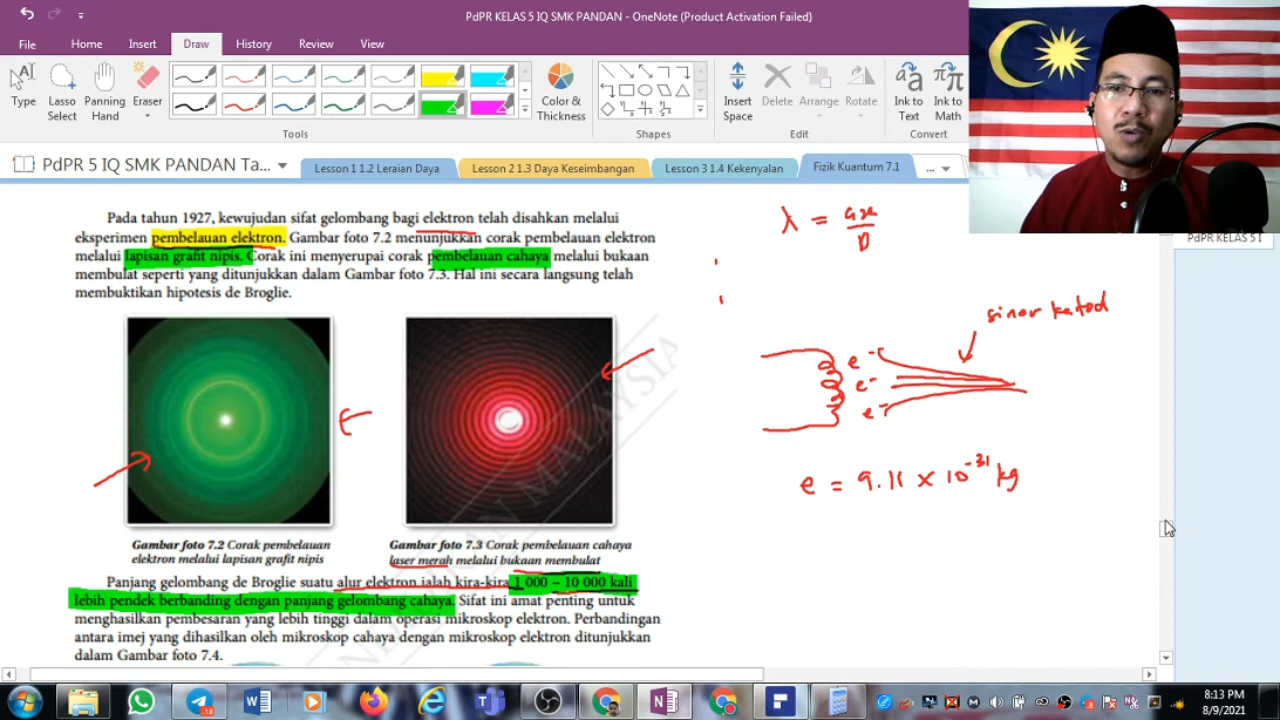 PdPR KELAS 5 IQ SMK PANDAN - OneNote (Product Activation Failed)
File Home Insert Draw History Review View
Type
Lasso Select
Panning Hand
Eraser
Color & Thickness
Insert Space
Delete
Arrange
Rotate
Ink to Text
Ink to Math
Tools
Shapes
Edit
Convert
PdPR 5 IQ SMK PANDAN Ta...
Lesson 1 1.2 Leraian Daya
Lesson 2 1.3 Daya Keseimbangan
Lesson 3 1.4 Kekenyalan
Fizik Kuantum 7.1
...
PdPR KELAS 5 I
Pada tahun 1927, kewujudan sifat gelombang bagi elektron telah disahkan melalui
eksperimen pembelauan elektron. Gambar foto 7.2 menunjukkan corak pembelauan elektron
melalui lapisan grafit nipis. Corak ini menyerupai corak pembelauan cahaya melalui bukaan
membulat seperti yang ditunjukkan dalam Gambar foto 7.3. Hal ini secara langsung telah
membuktikan hipotesis de Broglie.
Gambar foto 7.2 Corak pembelauan
elektron melalui lapisan grafit nipis
Gambar foto 7.3 Corak pembelauan cahaya
laser merah melalui bukaan membulat
Panjang gelombang de Broglie suatu alur elektron ialah kira-kira 1 000 – 10 000 kali
lebih pendek berbanding dengan panjang gelombang cahaya. Sifat ini amat penting untuk
menghasilkan pembesaran yang lebih tinggi dalam operasi mikroskop elektron. Perbandingan
antara imej yang dihasilkan oleh mikroskop cahaya dengan mikroskop elektron ditunjukkan
dalam Gambar foto 7.4.
λ = ax/D
sinar katod
e-
e-
e-
e = 9.11 × 10-31 kg
8:13 PM
8/9/2021